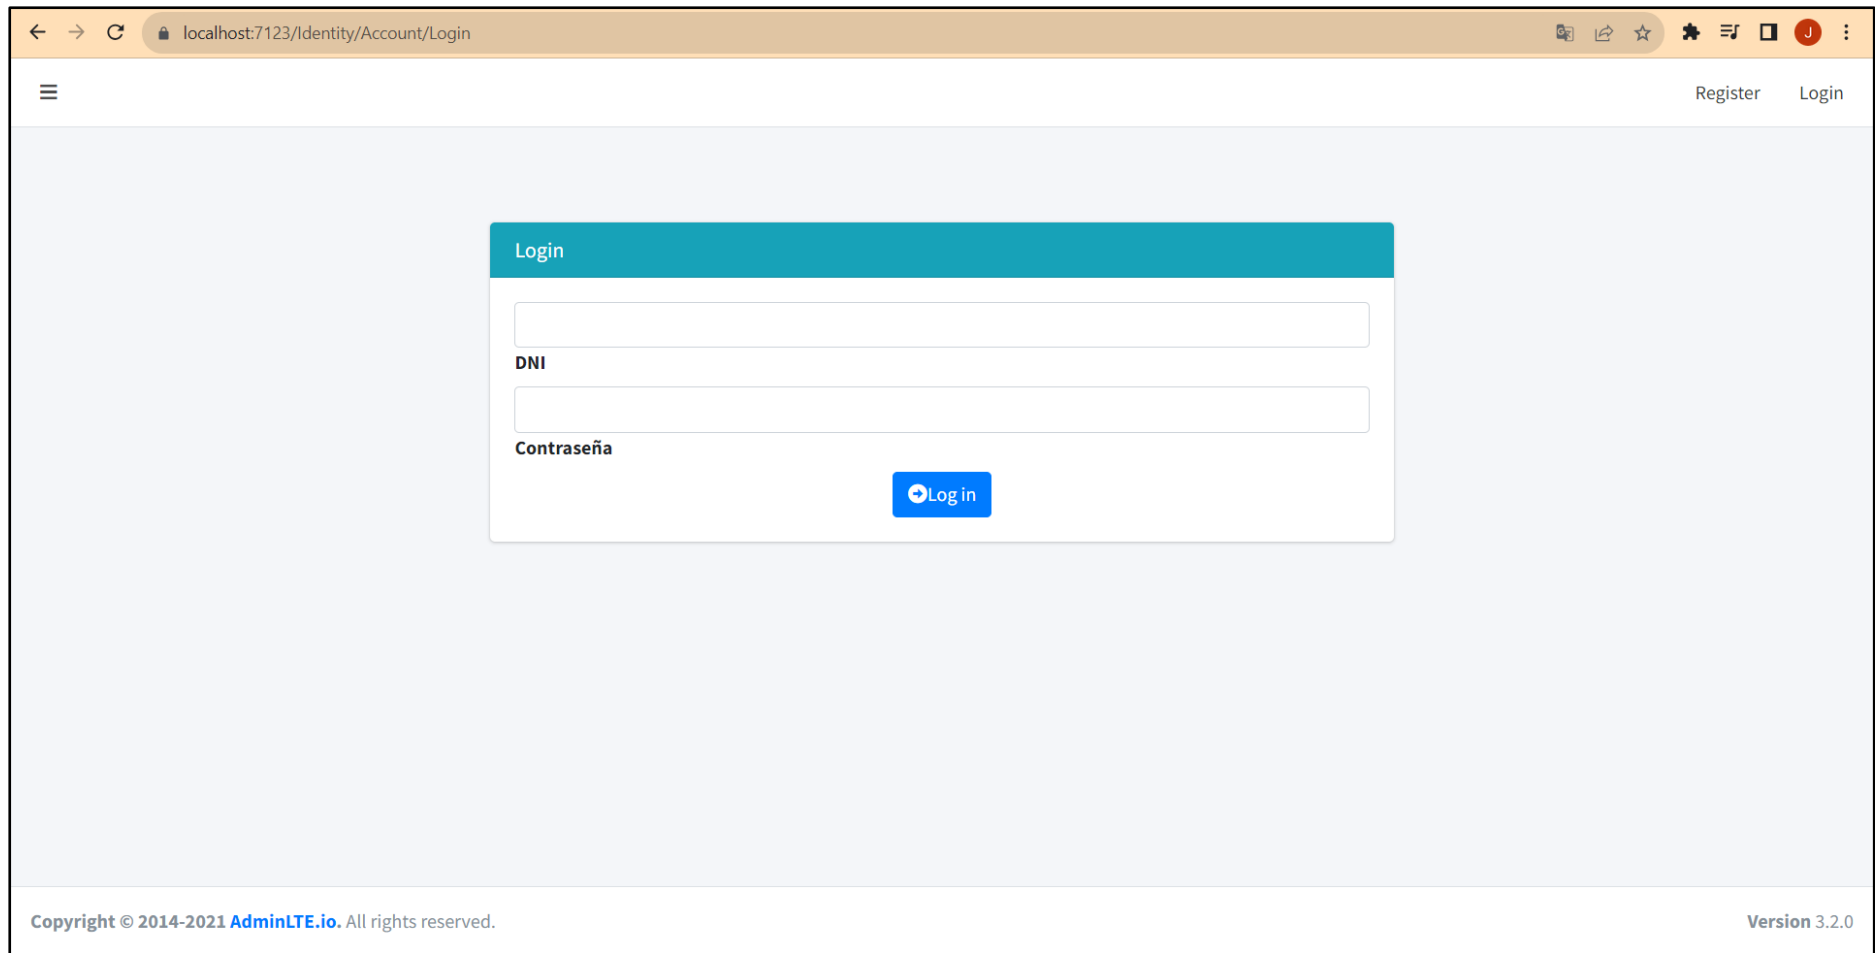 localhost:7123/Identity/Account/Login
J
Register Login
Login
DNI
Contraseña
Log in
Copyright © 2014-2021 AdminLTE.io. All rights reserved.
Version 3.2.0